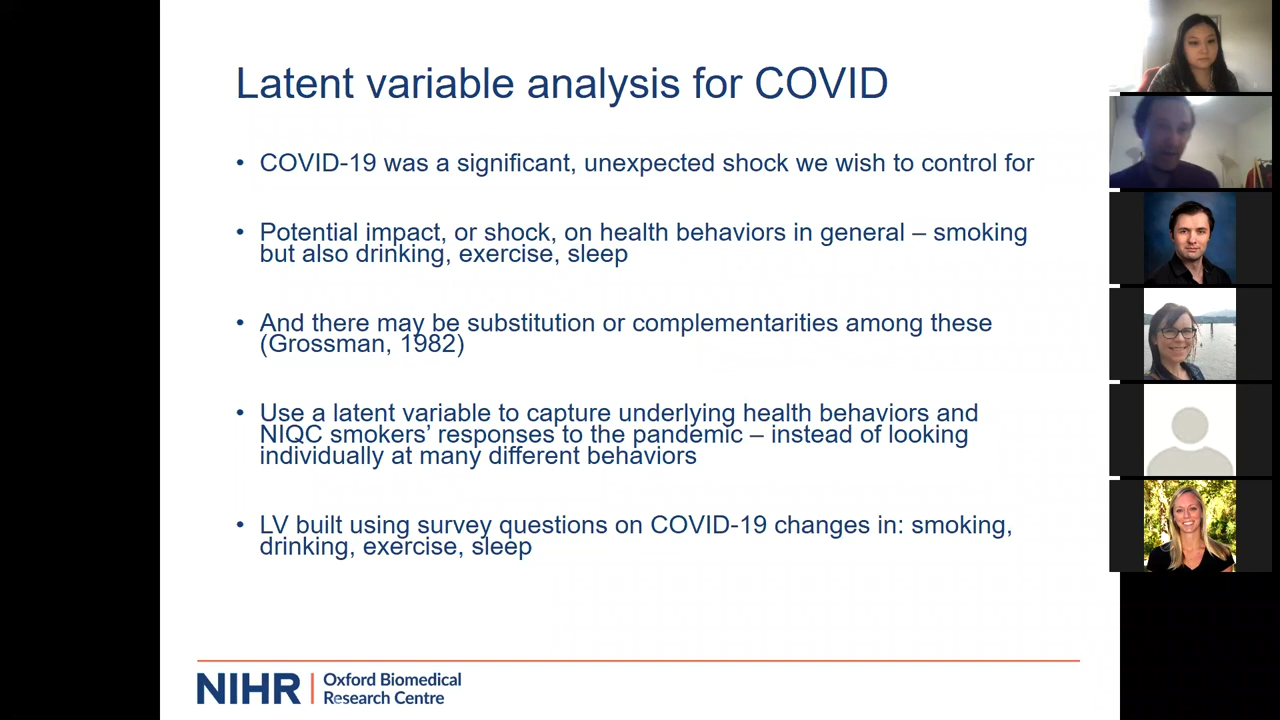 Latent variable analysis for COVID
• COVID-19 was a significant, unexpected shock we wish to control for
• Potential impact, or shock, on health behaviors in general – smoking
but also drinking, exercise, sleep
• And there may be substitution or complementarities among these
(Grossman, 1982)
• Use a latent variable to capture underlying health behaviors and
NIQC smokers’ responses to the pandemic – instead of looking
individually at many different behaviors
• LV built using survey questions on COVID-19 changes in: smoking,
drinking, exercise, sleep
NIHR | Oxford Biomedical
Research Centre